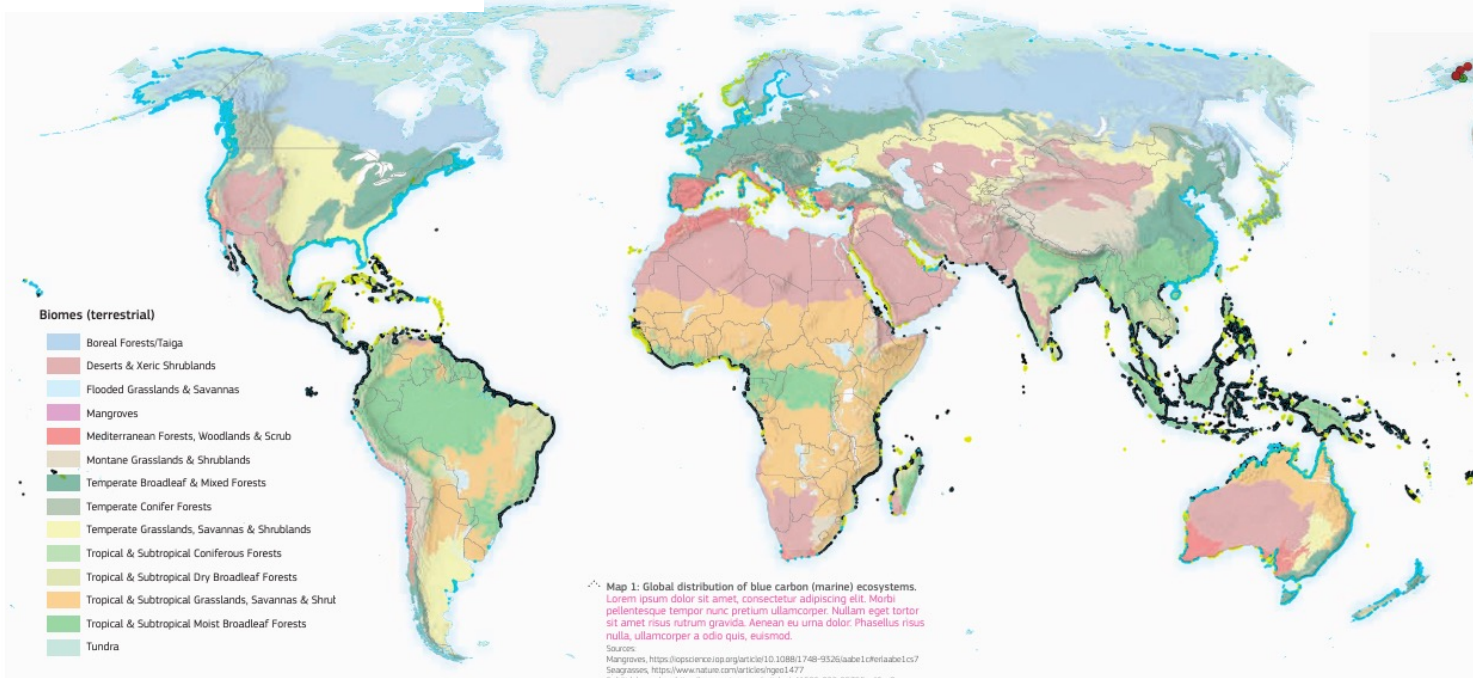 Biomes (terrestrial)
Boreal Forests/Taiga
Deserts & Xeric Shrublands
Flooded Grasslands & Savannas
Mangroves
Mediterranean Forests, Woodlands & Scrub
Montane Grasslands & Shrublands
Temperate Broadleaf & Mixed Forests
Temperate Conifer Forests
Temperate Grasslands, Savannas & Shrublands
Tropical & Subtropical Coniferous Forests
Tropical & Subtropical Dry Broadleaf Forests
Tropical & Subtropical Grasslands, Savannas & Shrut
Tropical & Subtropical Moist Broadleaf Forests
Tundra
Map 1: Global distribution of blue carbon (marine) ecosystems.
Lorem ipsum dolor sit amet, consectetur adipiscing elit. Morbi
pellentesque tempor nunc pretium ullamcorper. Nullam eget tortor
sit amet risus rutrum gravida. Aenean eu urna dolor. Phasellus risus
nulla, ullamcorper a odio quis, euismod.
Sources:
Mangroves, https://iopscience.iop.org/article/10.1088/1748-9326/aabe1c#erlaabe1cs7
Seagrasses, https://www.nature.com/articles/ngeo1477